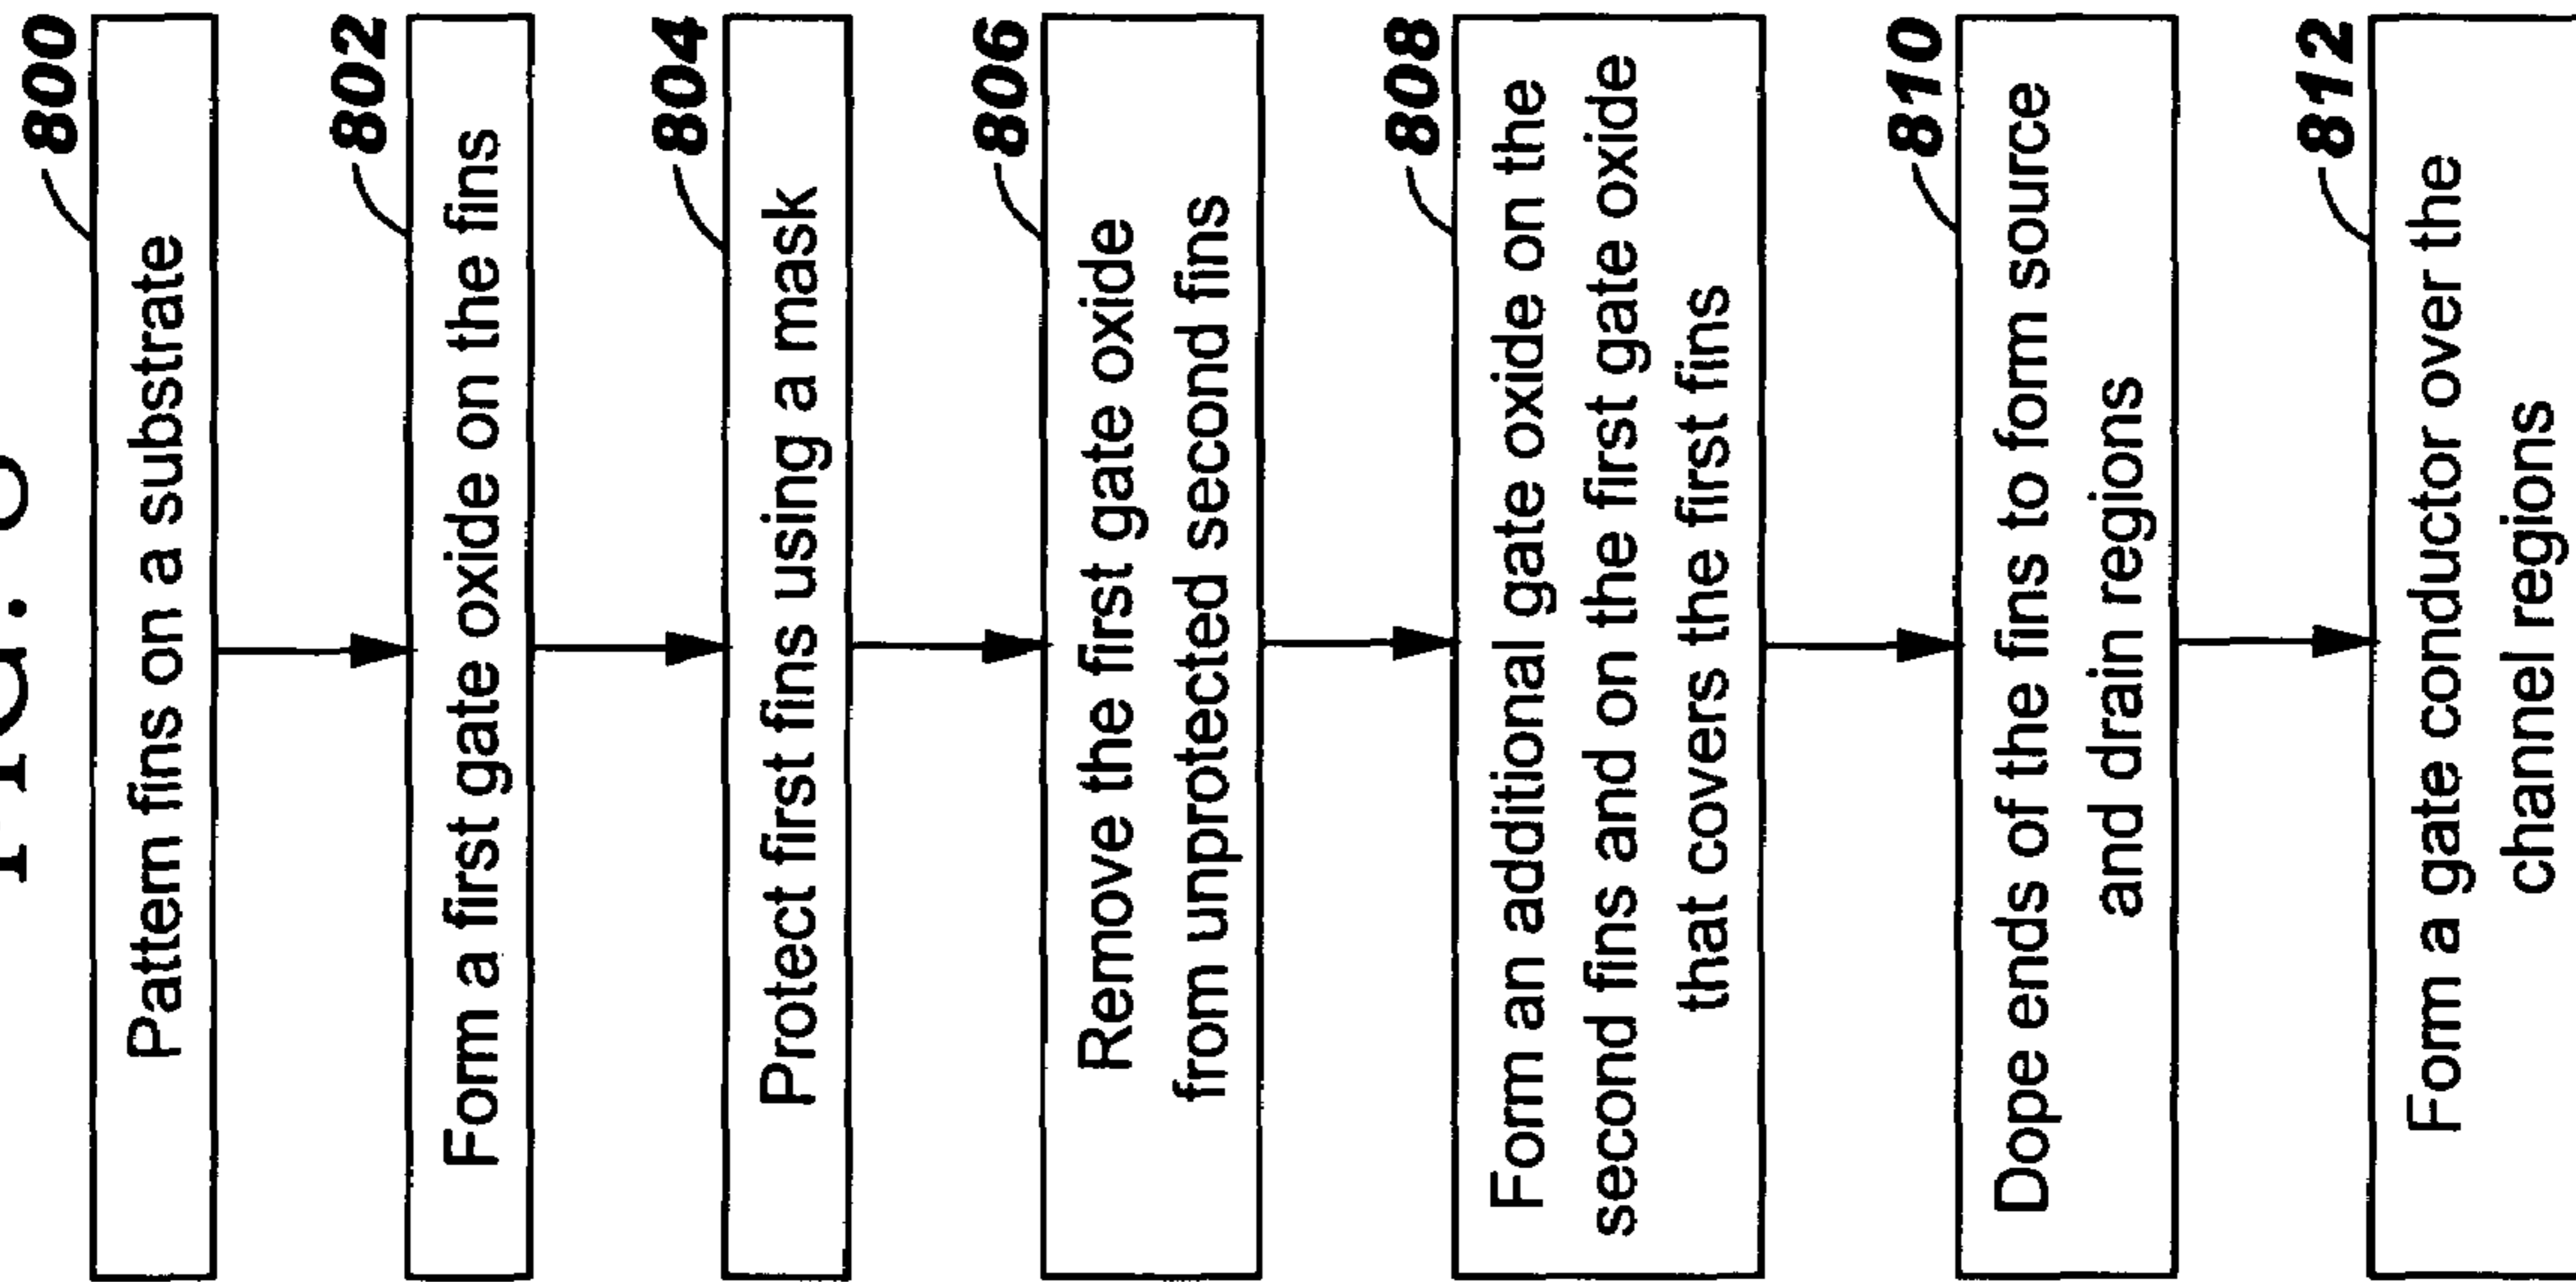 800
Pattern fins on a substrate
802
Form a first gate oxide on the fins
804
Protect first fins using a mask
806
Remove the first gate oxide
from unprotected second fins
808
Form an additional gate oxide on the
second fins and on the first gate oxide
that covers the first fins
810
Dope ends of the fins to form source
and drain regions
812
Form a gate conductor over the
channel regions